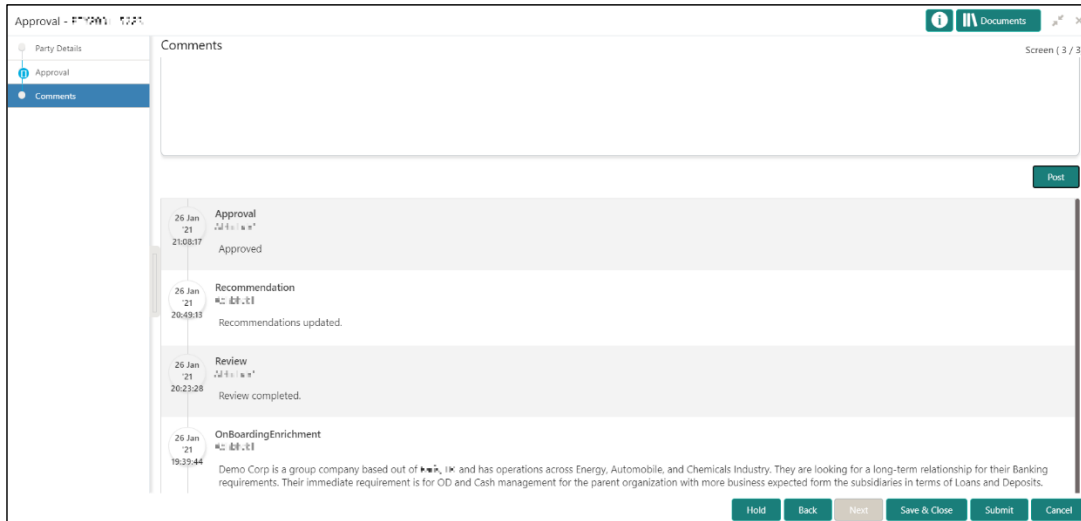 Approval -
Documents
Party Details
Approval
Comments
Comments
Screen ( 3 / 3
Post
26 Jan '21 21:08:17
Approval
Approved
26 Jan '21 20:49:13
Recommendation
Recommendations updated.
26 Jan '21 20:23:28
Review
Review completed.
26 Jan '21 19:39:44
OnBoardingEnrichment
Demo Corp is a group company based out of and has operations across Energy, Automobile, and Chemicals Industry. They are looking for a long-term relationship for their Banking
requirements. Their immediate requirement is for OD and Cash management for the parent organization with more business expected form the subsidiaries in terms of Loans and Deposits.
Hold
Back
Next
Save & Close
Submit
Cancel